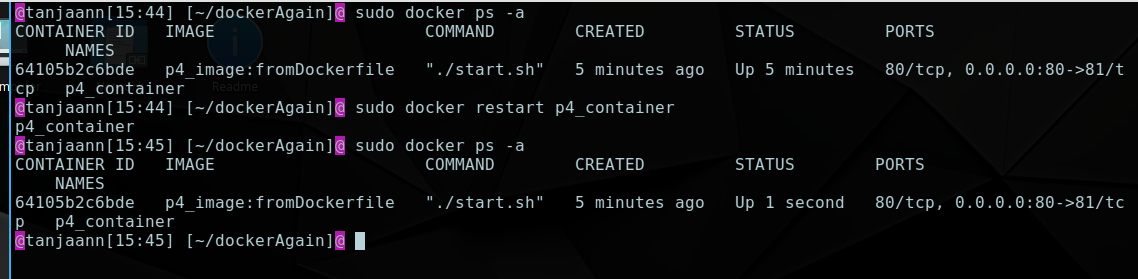 @tanjaann[15:44] [~/dockerAgain]@ sudo docker ps -a
CONTAINER ID   IMAGE                     COMMAND        CREATED         STATUS         PORTS
     NAMES
64105b2c6bde   p4_image:fromDockerfile   "./start.sh"   5 minutes ago   Up 5 minutes   80/tcp, 0.0.0.0:80->81/t
cp   p4_container
Readme
@tanjaann[15:44] [~/dockerAgain]@ sudo docker restart p4_container
p4_container
@tanjaann[15:45] [~/dockerAgain]@ sudo docker ps -a
CONTAINER ID   IMAGE                     COMMAND        CREATED         STATUS        PORTS
    NAMES
64105b2c6bde   p4_image:fromDockerfile   "./start.sh"   5 minutes ago   Up 1 second   80/tcp, 0.0.0.0:80->81/tc
p   p4_container
@tanjaann[15:45] [~/dockerAgain]@